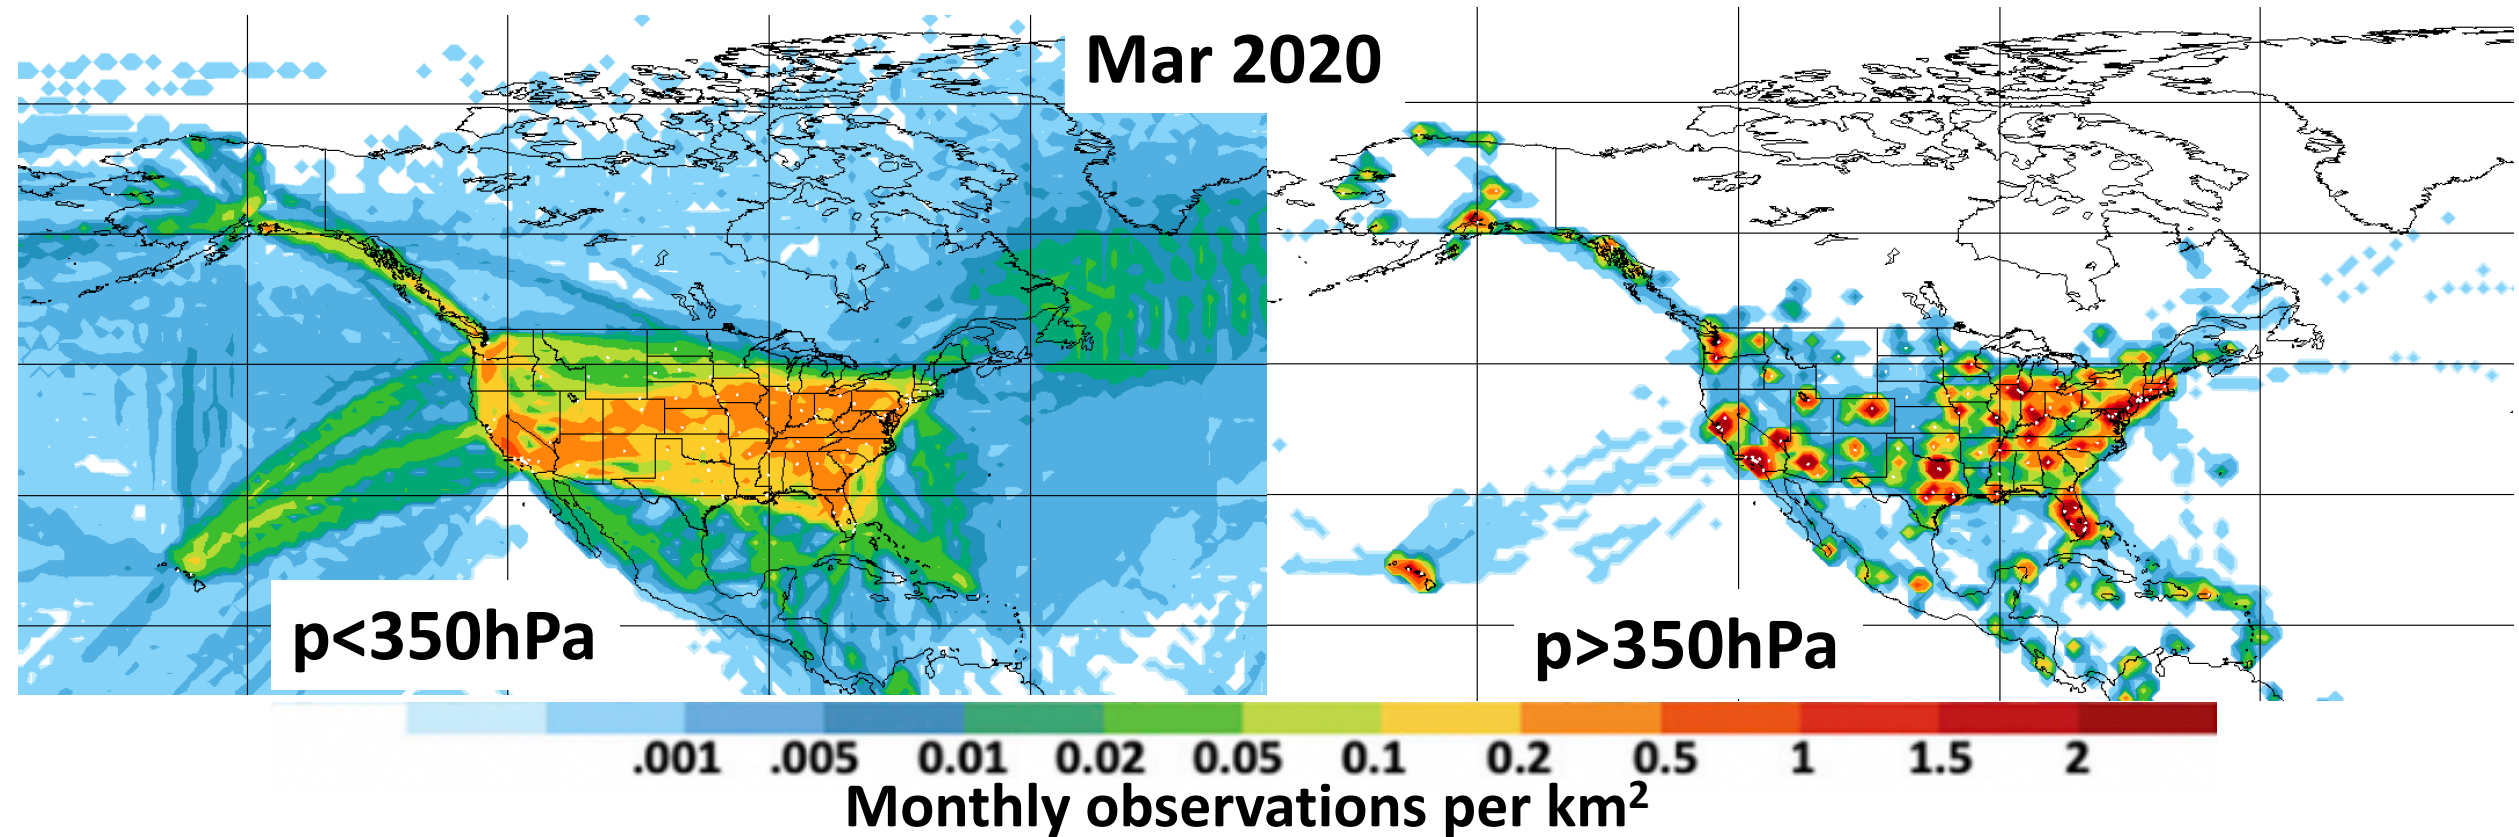 Mar 2020
p<350hPa
p>350hPa
.001 .005 0.01 0.02 0.05 0.1 0.2 0.5 1 1.5 2
Monthly observations per km²